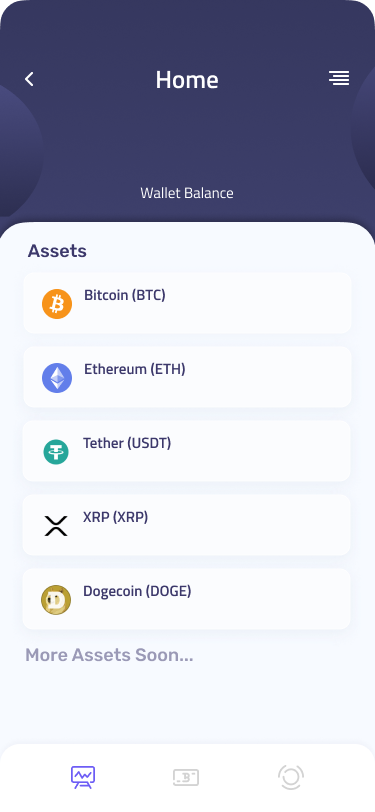 Home
Wallet Balance
Assets
Bitcoin (BTC)
Ethereum (ETH)
Tether (USDT)
XRP (XRP)
Dogecoin (DOGE)
More Assets Soon...